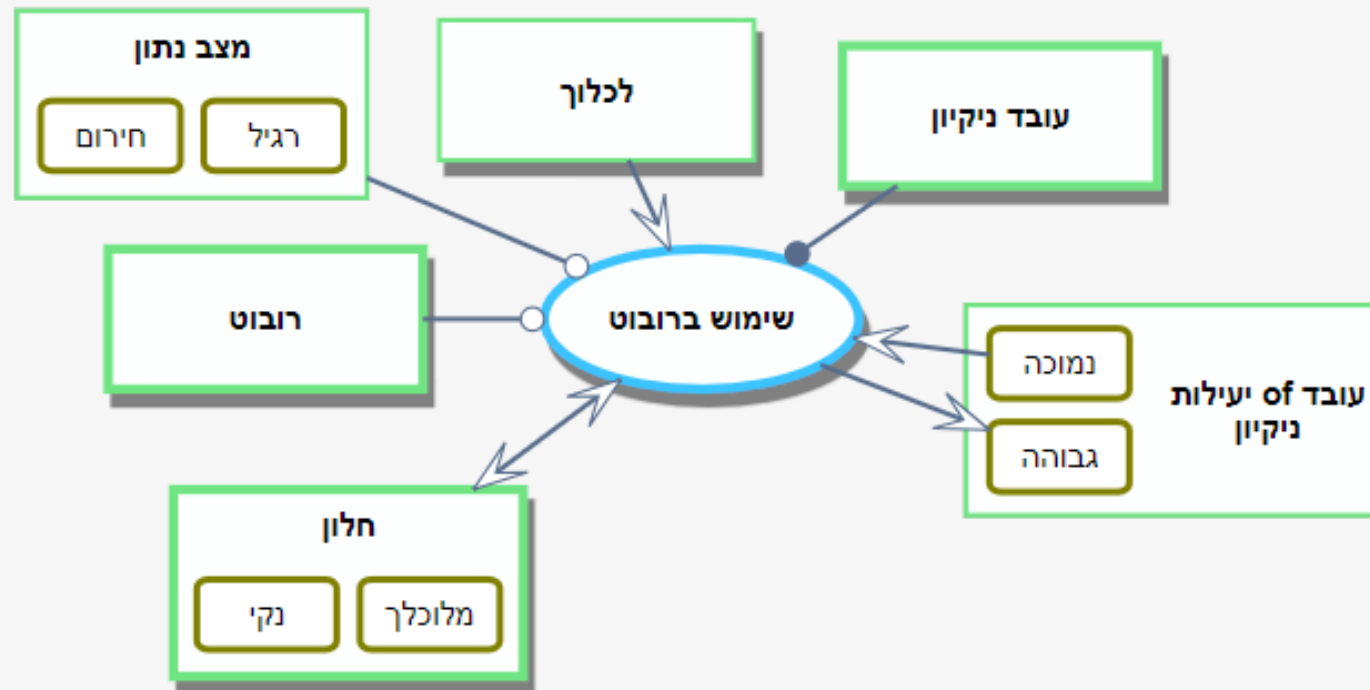 מצב נתון
רגיל
חירום
לכלוך
עובד ניקיון
רובוט
שימוש ברובוט
נמוכה
גבוהה
עובד of יעילות
ניקיון
חלון
מלוכלך
נקי